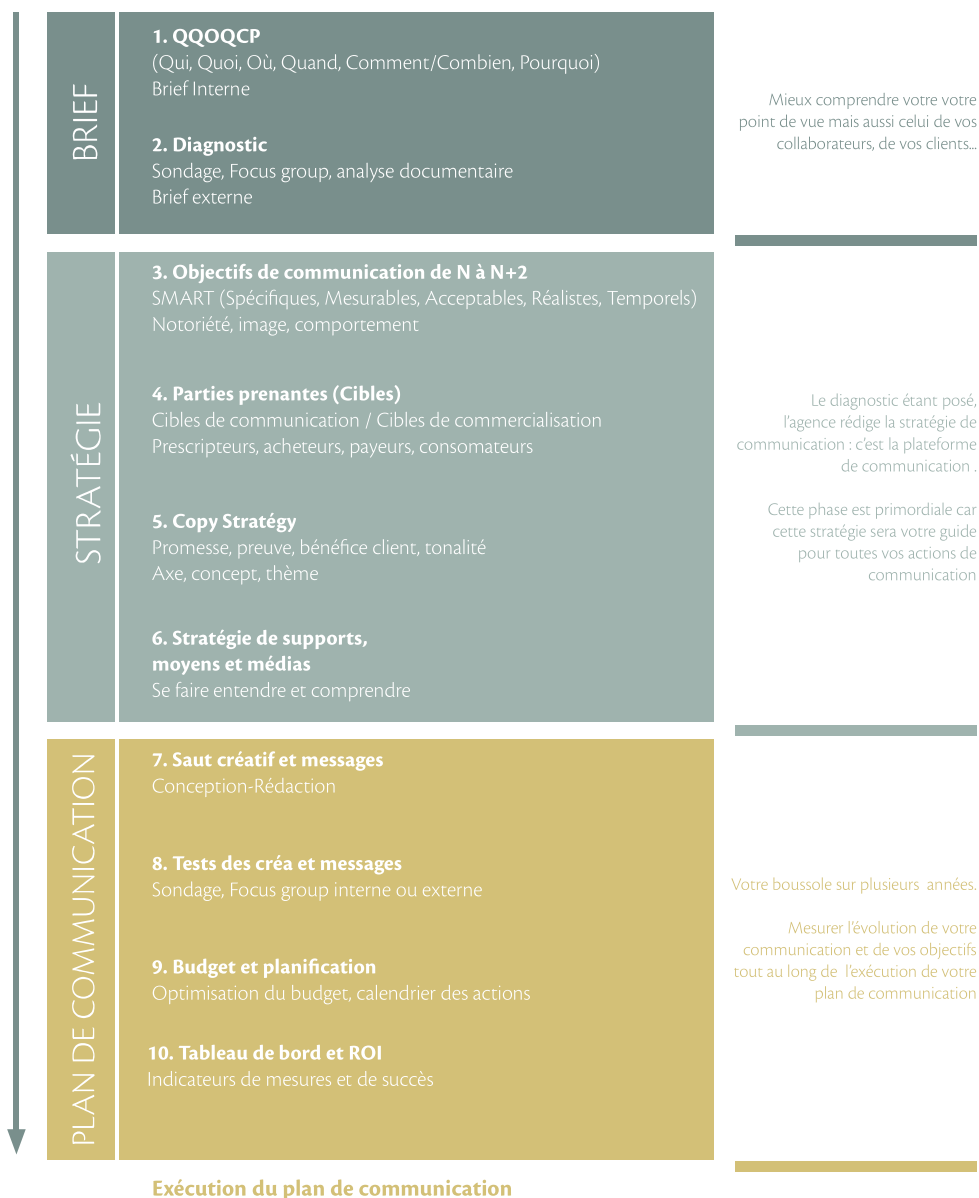 BRIEF
1. QQOQCP
(Qui, Quoi, Où, Quand, Comment/Combien, Pourquoi)
Brief Interne
2. Diagnostic
Sondage, Focus group, analyse documentaire
Brief externe
Mieux comprendre votre votre
point de vue mais aussi celui de vos
collaborateurs, de vos clients...
STRATÉGIE
3. Objectifs de communication de N à N+2
SMART (Spécifiques, Mesurables, Acceptables, Réalistes, Temporels)
Notoriété, image, comportement
4. Parties prenantes (Cibles)
Cibles de communication / Cibles de commercialisation
Prescripteurs, acheteurs, payeurs, consomateurs
5. Copy Stratégy
Promesse, preuve, bénéfice client, tonalité
Axe, concept, thème
6. Stratégie de supports,
moyens et médias
Se faire entendre et comprendre
Le diagnostic étant posé,
l'agence rédige la stratégie de
communication : c'est la plateforme
de communication .
Cette phase est primordiale car
cette stratégie sera votre guide
pour toutes vos actions de
communication
PLAN DE COMMUNICATION
7. Saut créatif et messages
Conception-Rédaction
8. Tests des créa et messages
Sondage, Focus group interne ou externe
9. Budget et planification
Optimisation du budget, calendrier des actions
10. Tableau de bord et ROI
Indicateurs de mesures et de succès
Votre boussole sur plusieurs années.
Mesurer l'évolution de votre
communication et de vos objectifs
tout au long de l'exécution de votre
plan de communication
Exécution du plan de communication